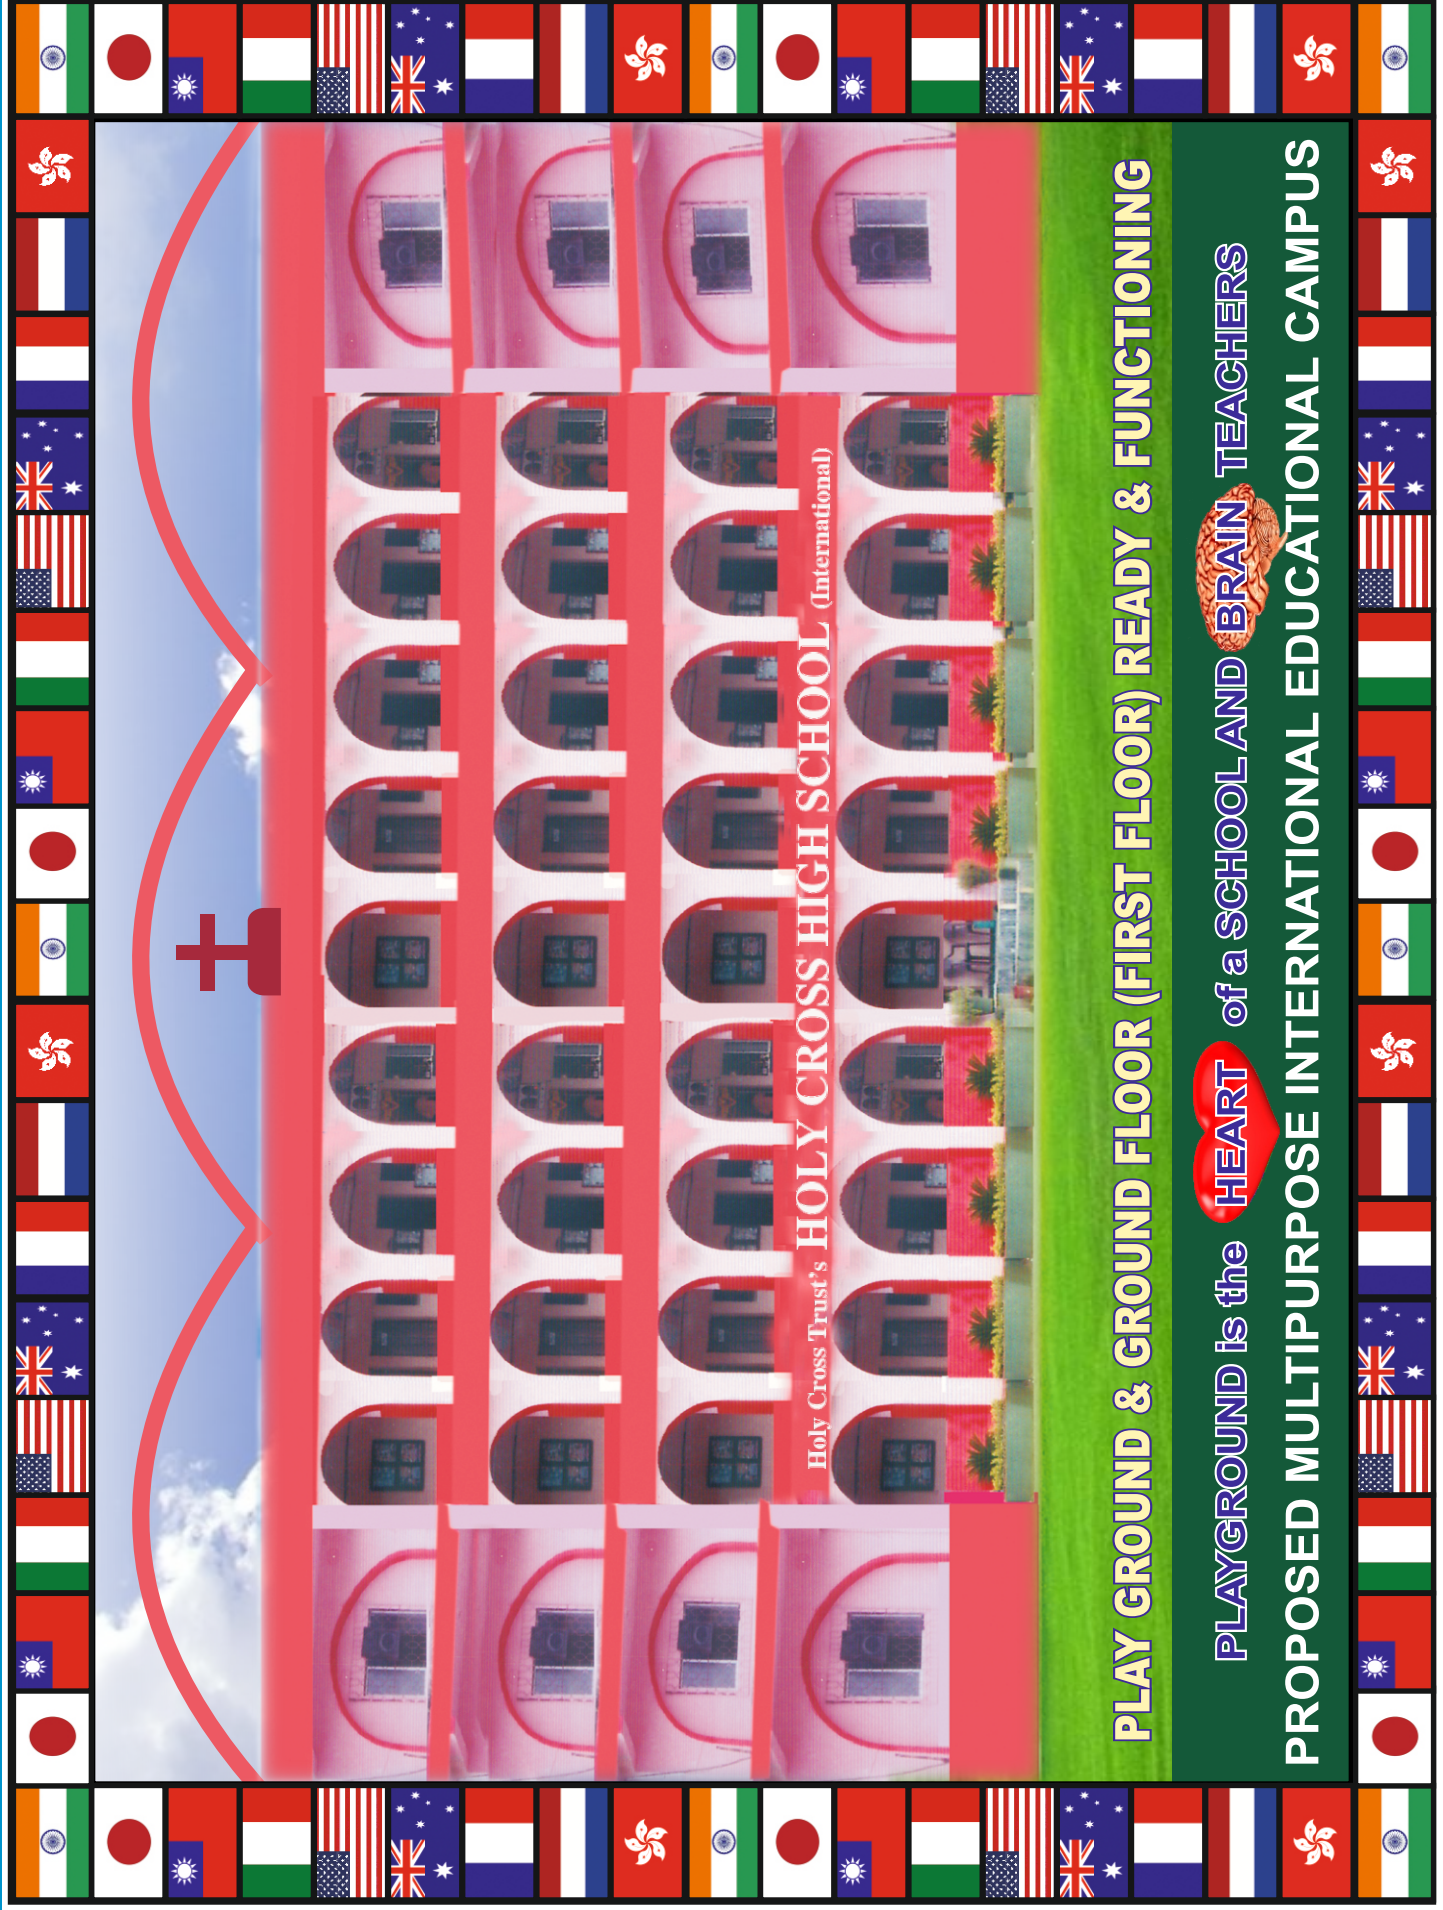 Holy Cross Trust's HOLY CROSS HIGH SCHOOL (International)
PLAY GROUND & GROUND FLOOR (FIRST FLOOR) READY & FUNCTIONING
PLAYGROUND is the HEART of a SCHOOL AND BRAIN TEACHERS
PROPOSED MULTIPURPOSE INTERNATIONAL EDUCATIONAL CAMPUS